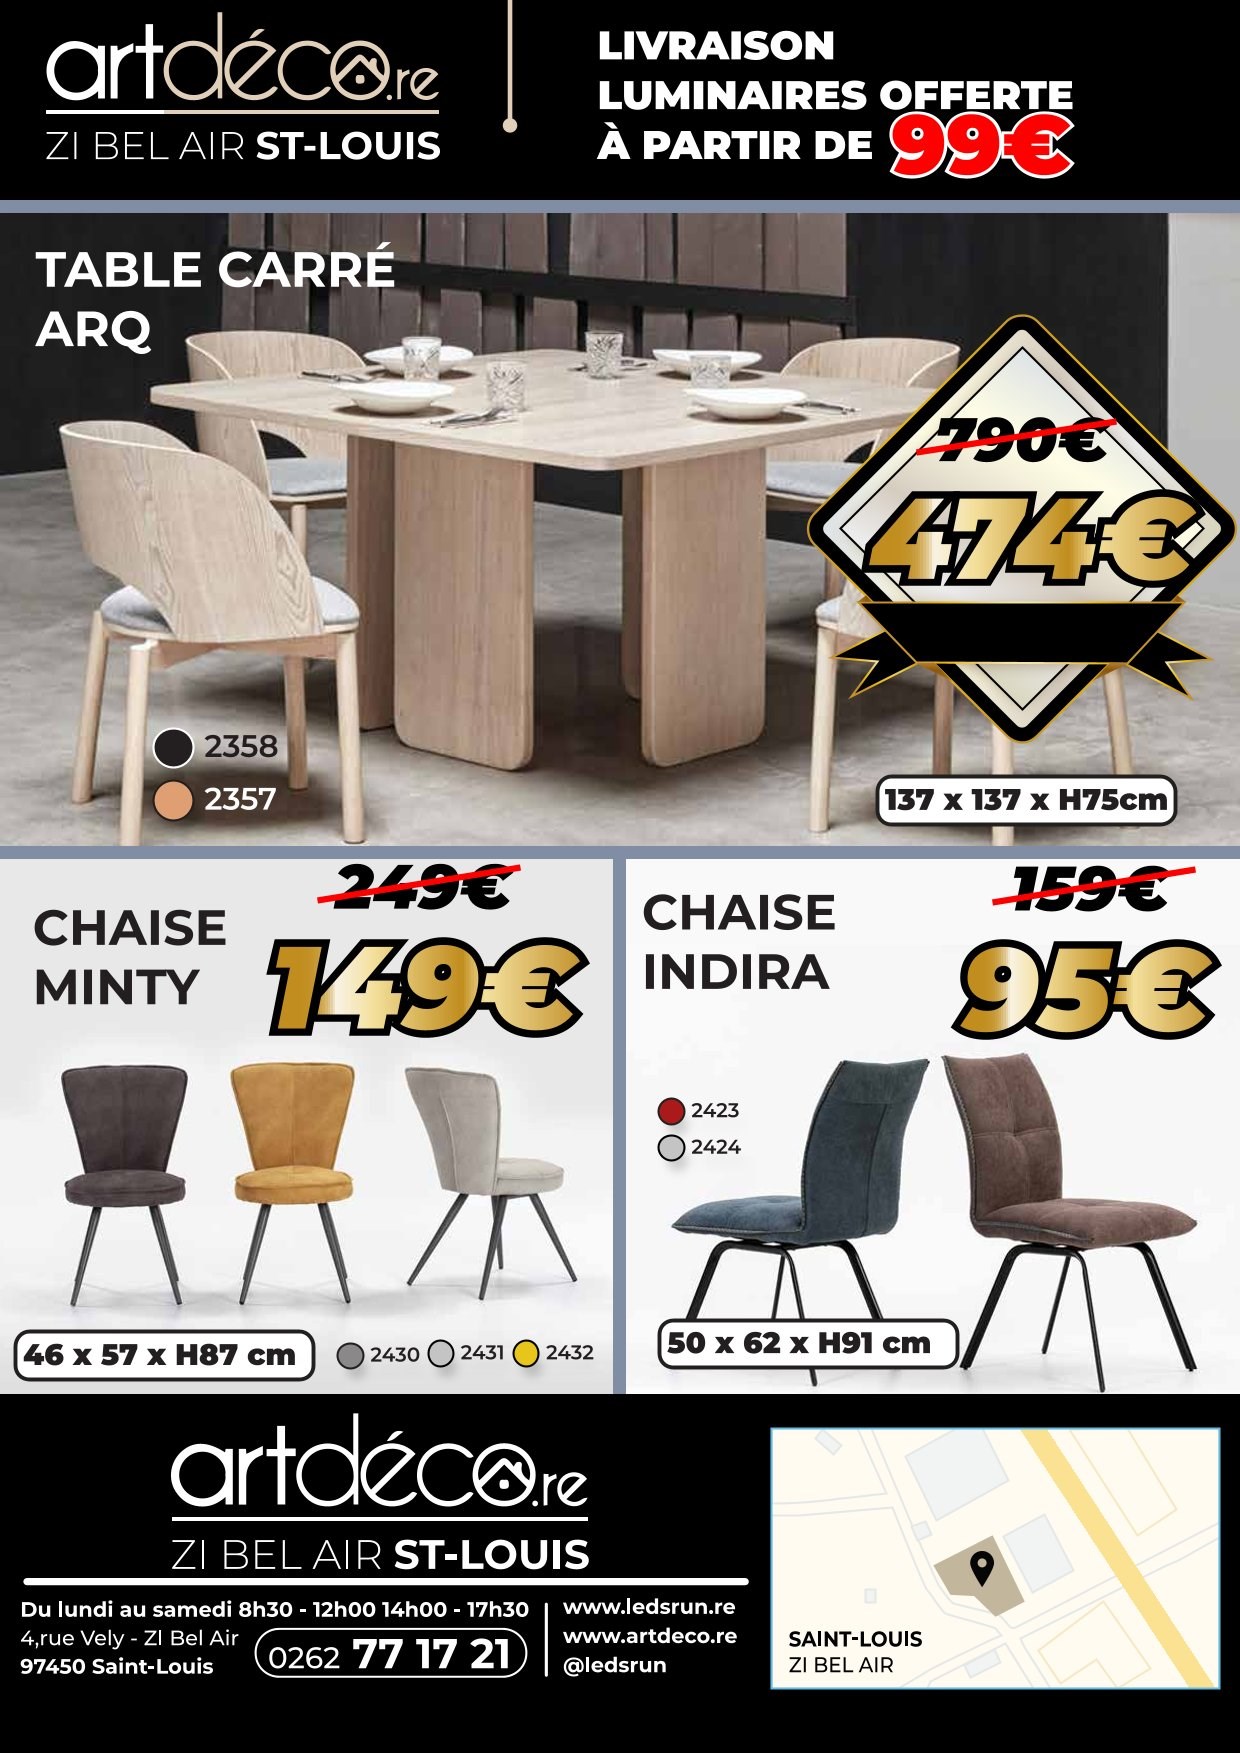 artdéco.re
ZI BEL AIR ST-LOUIS
LIVRAISON
LUMINAIRES OFFERTE
À PARTIR DE 99€
TABLE CARRÉ
ARQ
790€
474€
2358
2357
137 x 137 x H75cm
CHAISE
MINTY
249€
149€
46 x 57 x H87 cm
2430
2431
2432
CHAISE
INDIRA
159€
95€
2423
2424
50 x 62 x H91 cm
artdéco.re
ZI BEL AIR ST-LOUIS
Du lundi au samedi 8h30 - 12h00 14h00 - 17h30
4,rue Vely - ZI Bel Air
97450 Saint-Louis
0262 77 17 21
www.ledsrun.re
www.artdeco.re
@ledsrun
SAINT-LOUIS
ZI BEL AIR